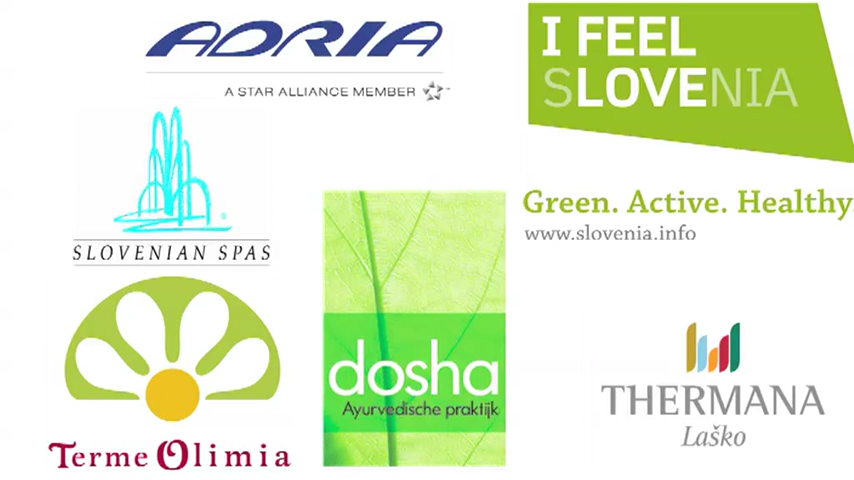 ADRIA
A STAR ALLIANCE MEMBER
I FEEL
SLOVENIA
Green. Active. Healthy.
www.slovenia.info
SLOVENIAN SPAS
Terme Olimia
dosha
Ayurvedische praktijk
THERMANA
Laško